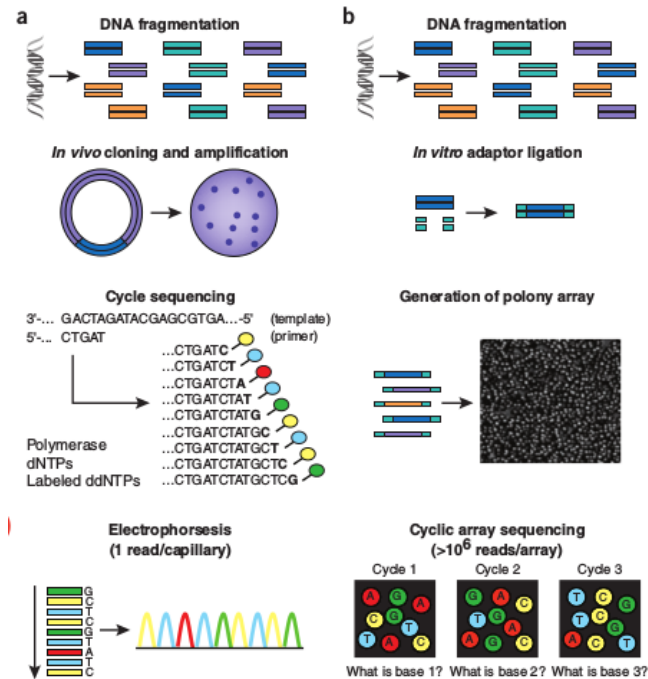 a
DNA fragmentation
In vivo cloning and amplification
Cycle sequencing
3'-... GACTAGATACGAGCGTGA...-5' (template)
5'-... CTGAT (primer)
...CTGATC
...CTGATCT
...CTGATCTA
...CTGATCTAT
...CTGATCTATG
...CTGATCTATGC
...CTGATCTATGCT
...CTGATCTATGCTC
...CTGATCTATGCTCG
Polymerase
dNTPs
Labeled ddNTPs
Electrophorsesis
(1 read/capillary)
G
C
T
C
G
T
A
T
C
b
DNA fragmentation
In vitro adaptor ligation
Generation of polony array
Cyclic array sequencing
(>10⁶ reads/array)
Cycle 1 Cycle 2 Cycle 3
A G
C G
T A C
G A C
T G A
A G C
T C G
T C
A C T
What is base 1? What is base 2? What is base 3?